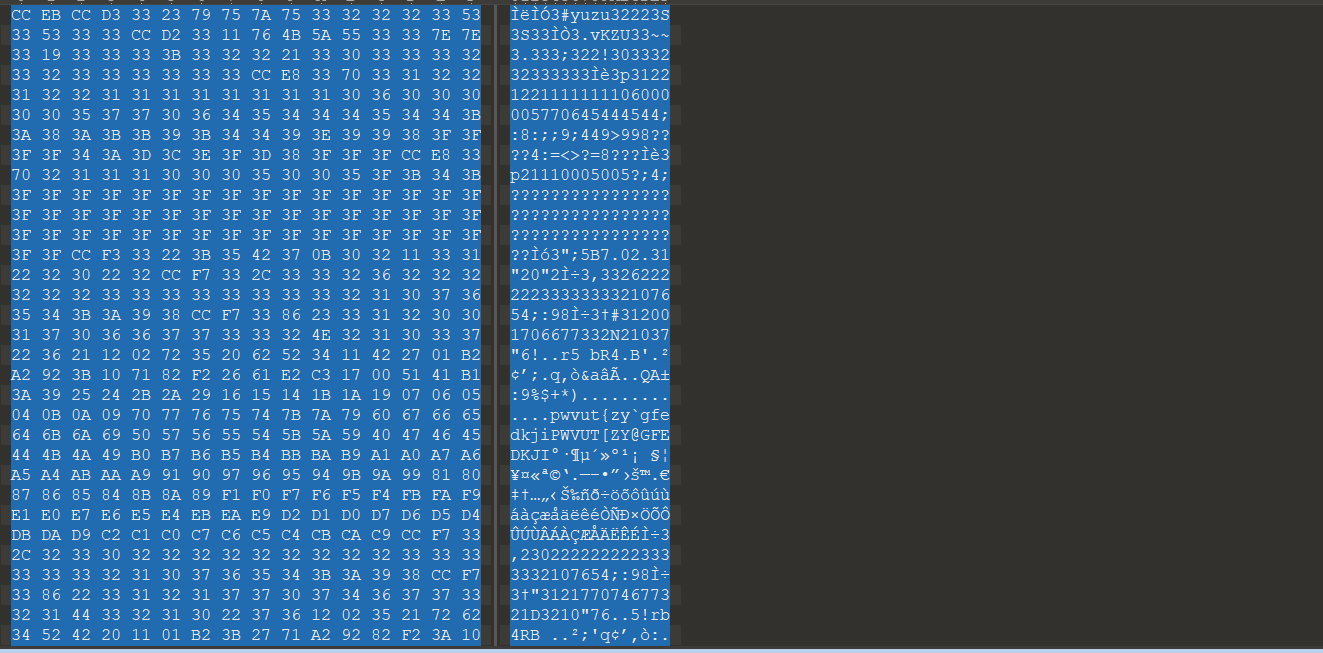 CC EB CC D3 33 23 79 75 7A 75 33 32 32 32 33 53 ÌëÌÓ3#yuzu32223S
33 53 33 33 CC D2 33 11 76 4B 5A 55 33 33 7E 7E 3S33ÌÒ3.vKZU33~~
33 19 33 33 33 3B 33 32 32 21 33 30 33 33 33 32 3.333;322!303332
33 32 33 33 33 33 33 33 CC E8 33 70 33 31 32 32 32333333Ìè3p3122
31 32 32 31 31 31 31 31 31 31 31 30 36 30 30 30 1221111111106000
30 30 35 37 37 30 36 34 35 34 34 34 35 34 34 3B 005770645444544;
3A 38 3A 3B 3B 39 3B 34 34 39 3E 39 39 38 3F 3F :8:;;9;449>998??
3F 3F 34 3A 3D 3C 3E 3F 3D 38 3F 3F 3F CC E8 33 ??4:=<>?=8???Ìè3
70 32 31 31 31 30 30 30 35 30 30 35 3F 3B 34 3B p21110005005?;4;
3F 3F 3F 3F 3F 3F 3F 3F 3F 3F 3F 3F 3F 3F 3F 3F ????????????????
3F 3F 3F 3F 3F 3F 3F 3F 3F 3F 3F 3F 3F 3F 3F 3F ????????????????
3F 3F 3F 3F 3F 3F 3F 3F 3F 3F 3F 3F 3F 3F 3F 3F ????????????????
3F 3F CC F3 33 22 3B 35 42 37 0B 30 32 11 33 31 ??Ìó3";5B7.02.31
22 32 30 22 32 CC F7 33 2C 33 33 32 36 32 32 32 "20"2Ì÷3,3326222
32 32 32 33 33 33 33 33 33 33 33 32 31 30 37 36 2223333333321076
35 34 3B 3A 39 38 CC F7 33 86 23 33 31 32 30 30 54;:98Ì÷3†#31200
31 37 30 36 36 37 37 33 33 32 4E 32 31 30 33 37 1706677332N21037
22 36 21 12 02 72 35 20 62 52 34 11 42 27 01 B2 "6!..r5 bR4.B'.²
A2 92 3B 10 71 82 F2 26 61 E2 C3 17 00 51 41 B1 ¢’;.q‚ò&aâÃ..QA±
3A 39 25 24 2B 2A 29 16 15 14 1B 1A 19 07 06 05 :9%$+*).........
04 0B 0A 09 70 77 76 75 74 7B 7A 79 60 67 66 65 ....pwvut{zy`gfe
64 6B 6A 69 50 57 56 55 54 5B 5A 59 40 47 46 45 dkjiPWVUT[ZY@GFE
44 4B 4A 49 B0 B7 B6 B5 B4 BB BA B9 A1 A0 A7 A6 DKJI°·¶µ´»º¹¡ §¦
A5 A4 AB AA A9 91 90 97 96 95 94 9B 9A 99 81 80 ¥¤«ª©‘.—–•”›š™.€
87 86 85 84 8B 8A 89 F1 F0 F7 F6 F5 F4 FB FA F9 ‡†…„‹Š‰ñð÷öõôûúù
E1 E0 E7 E6 E5 E4 EB EA E9 D2 D1 D0 D7 D6 D5 D4 áàçæåäëêéÒÑÐ×ÖÕÔ
DB DA D9 C2 C1 C0 C7 C6 C5 C4 CB CA C9 CC F7 33 ÛÚÙÂÁÀÇÆÅÄËÊÉÌ÷3
2C 32 33 30 32 32 32 32 32 32 32 32 32 33 33 33 ,230222222222333
33 33 33 32 31 30 37 36 35 34 3B 3A 39 38 CC F7 3332107654;:98Ì÷
33 86 22 33 31 32 31 37 37 30 37 34 36 37 37 33 3†"3121770746773
32 31 44 33 32 31 30 22 37 36 12 02 35 21 72 62 21D3210"76..5!rb
34 52 42 20 11 01 B2 3B 27 71 A2 92 82 F2 3A 10 4RB ..²;'q¢’‚ò:.